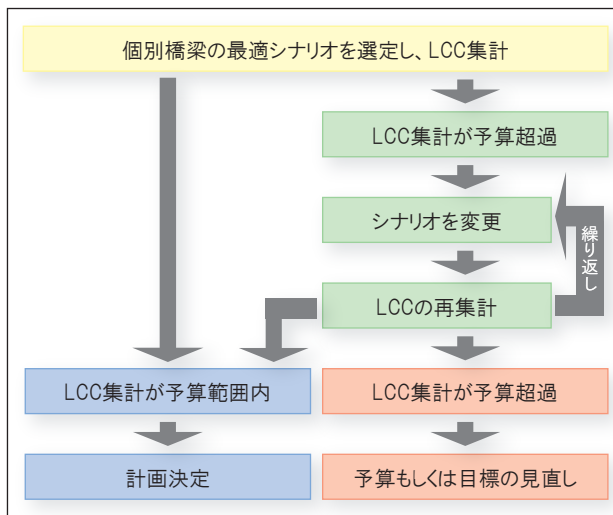 個別橋梁の最適シナリオを選定し、LCC集計
LCC集計が予算超過
シナリオを変更
繰り返し
LCCの再集計
LCC集計が予算範囲内
LCC集計が予算超過
計画決定
予算もしくは目標の見直し